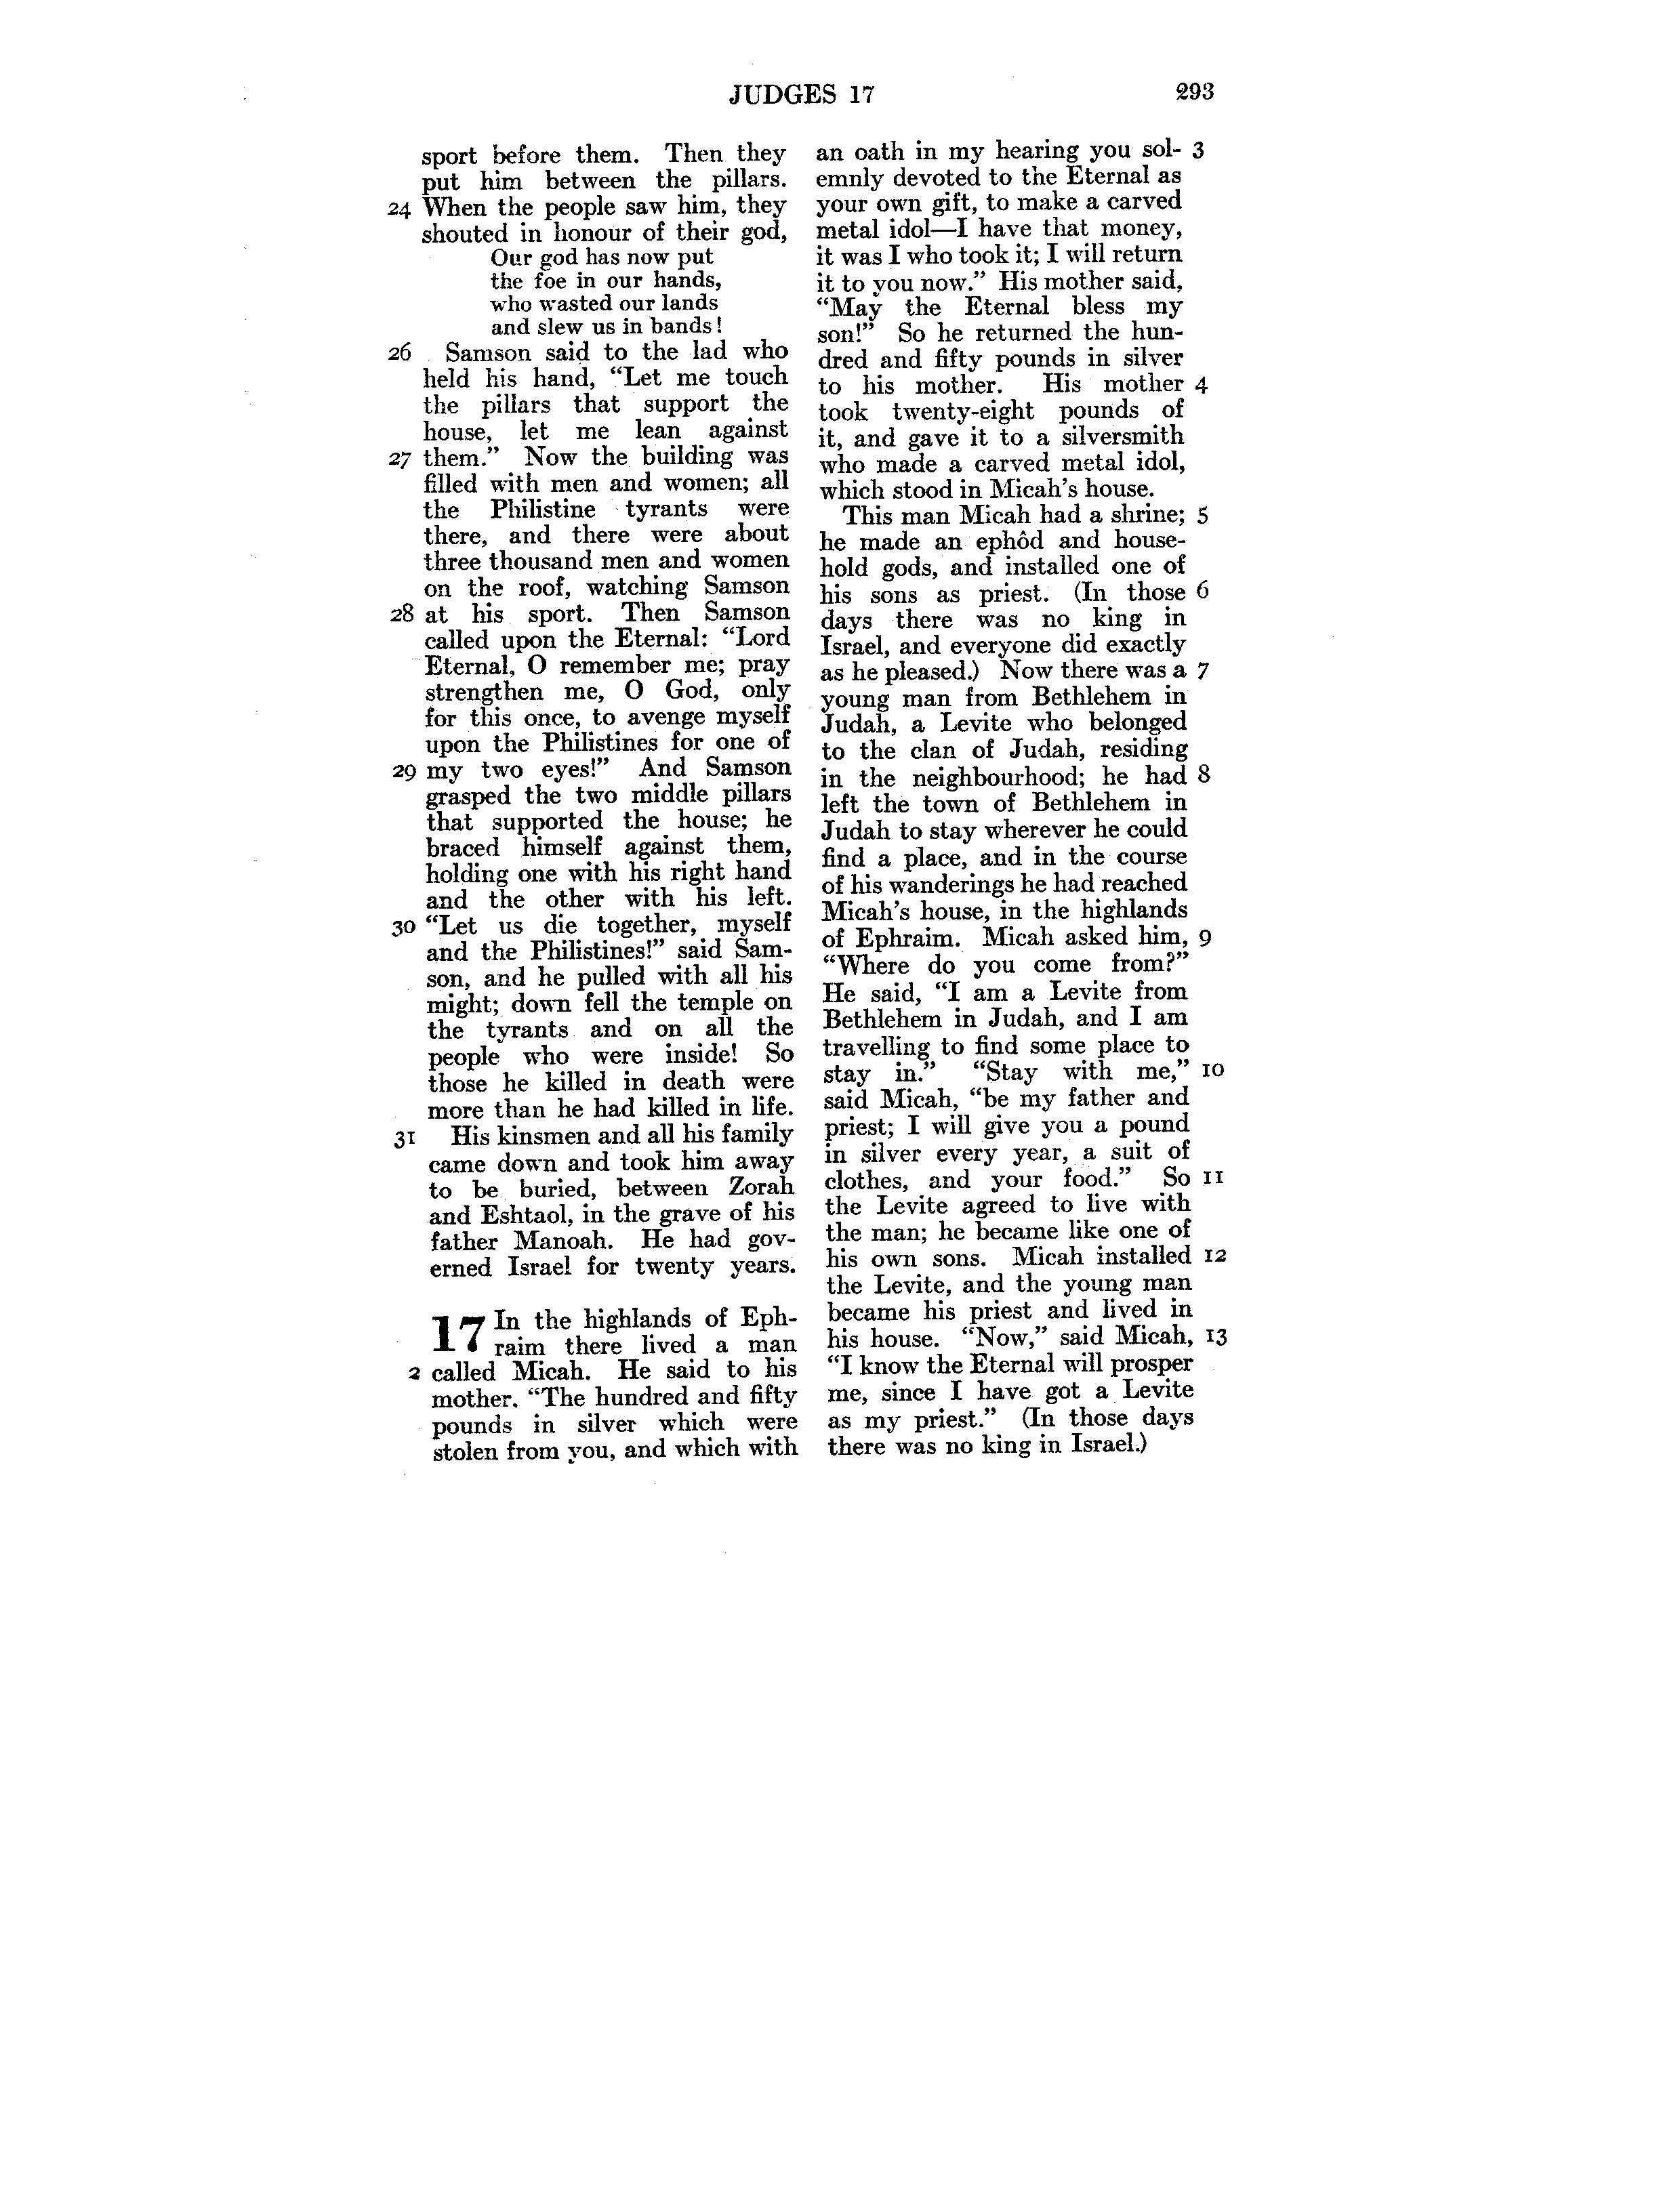 JUDGES 17 293
sport before them. Then they
put him between the pillars.
24 When the people saw him, they
shouted in honour of their god,
Our god has now put
the foe in our hands,
who wasted our lands
and slew us in bands!
26 Samson said to the lad who
held his hand, “Let me touch
the pillars that support the
house, let me lean against
27 them.” Now the building was
filled with men and women; all
the Philistine tyrants were
there, and there were about
three thousand men and women
on the roof, watching Samson
28 at his sport. Then Samson
called upon the Eternal: “Lord
Eternal, O remember me; pray
strengthen me, O God, only
for this once, to avenge myself
upon the Philistines for one of
29 my two eyes!” And Samson
grasped the two middle pillars
that supported the house; he
braced himself against them,
holding one with his right hand
and the other with his left.
30 “Let us die together, myself
and the Philistines!” said Sam-
son, and he pulled with all his
might; down fell the temple on
the tyrants and on all the
people who were inside! So
those he killed in death were
more than he had killed in life.
31 His kinsmen and all his family
came down and took him away
to be buried, between Zorah
and Eshtaol, in the grave of his
father Manoah. He had gov-
erned Israel for twenty years.
17 In the highlands of Eph-
raim there lived a man
2 called Micah. He said to his
mother. “The hundred and fifty
pounds in silver which were
stolen from you, and which with
an oath in my hearing you sol- 3
emnly devoted to the Eternal as
your own gift, to make a carved
metal idol—I have that money,
it was I who took it; I will return
it to you now.” His mother said,
“May the Eternal bless my
son!” So he returned the hun-
dred and fifty pounds in silver
to his mother. His mother 4
took twenty-eight pounds of
it, and gave it to a silversmith
who made a carved metal idol,
which stood in Micah’s house.
This man Micah had a shrine; 5
he made an ephôd and house-
hold gods, and installed one of
his sons as priest. (In those 6
days there was no king in
Israel, and everyone did exactly
as he pleased.) Now there was a 7
young man from Bethlehem in
Judah, a Levite who belonged
to the clan of Judah, residing
in the neighbourhood; he had 8
left the town of Bethlehem in
Judah to stay wherever he could
find a place, and in the course
of his wanderings he had reached
Micah’s house, in the highlands
of Ephraim. Micah asked him, 9
“Where do you come from?”
He said, “I am a Levite from
Bethlehem in Judah, and I am
travelling to find some place to
stay in.” “Stay with me,” 10
said Micah, “be my father and
priest; I will give you a pound
in silver every year, a suit of
clothes, and your food.” So 11
the Levite agreed to live with
the man; he became like one of
his own sons. Micah installed 12
the Levite, and the young man
became his priest and lived in
his house. “Now,” said Micah, 13
“I know the Eternal will prosper
me, since I have got a Levite
as my priest.” (In those days
there was no king in Israel.)